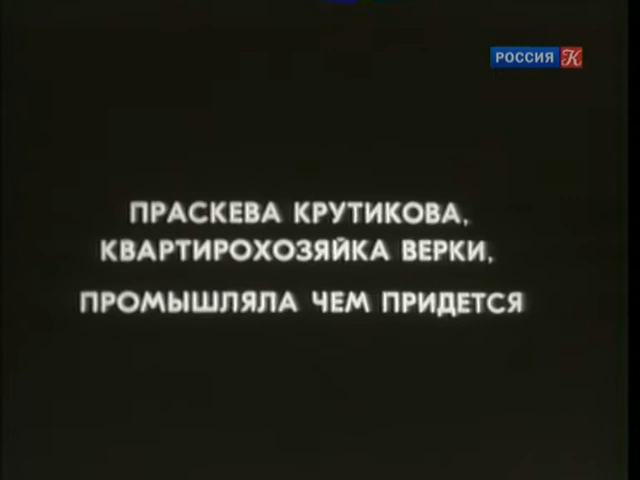 РОССИЯ К
ПРАСКЕВА КРУТИКОВА,
КВАРТИРОХОЗЯЙКА ВЕРКИ,
ПРОМЫШЛЯЛА ЧЕМ ПРИДЕТСЯ